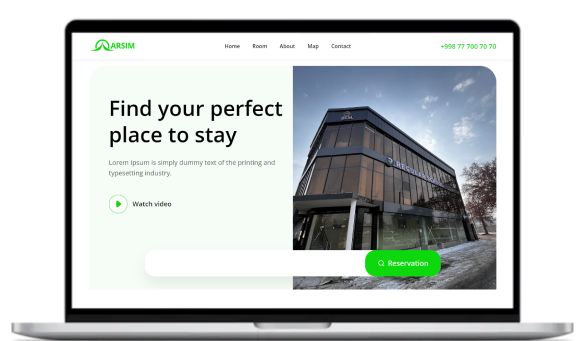 ARSIM
Home Room About Map Contact
+998 77 700 70 70
Find your perfect
place to stay
Lorem Ipsum is simply dummy text of the printing and
typesetting industry.
Watch video
Reservation